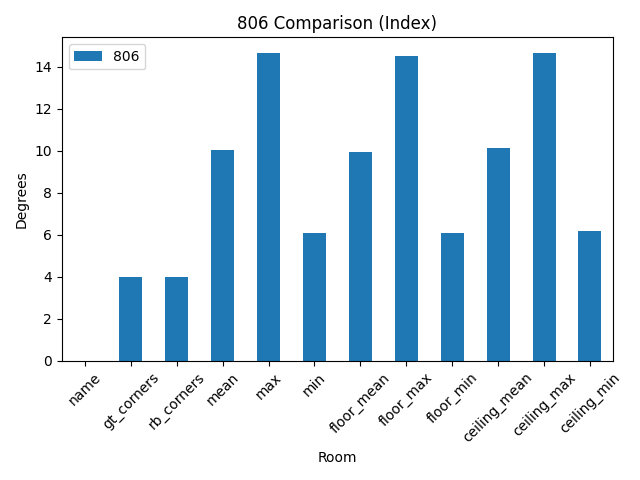 806 Comparison (Index)
806
Degrees
14
12
10
8
6
4
2
0
name
gt_corners
rb_corners
mean
max
min
floor_mean
floor_max
floor_min
ceiling_mean
ceiling_max
ceiling_min
Room